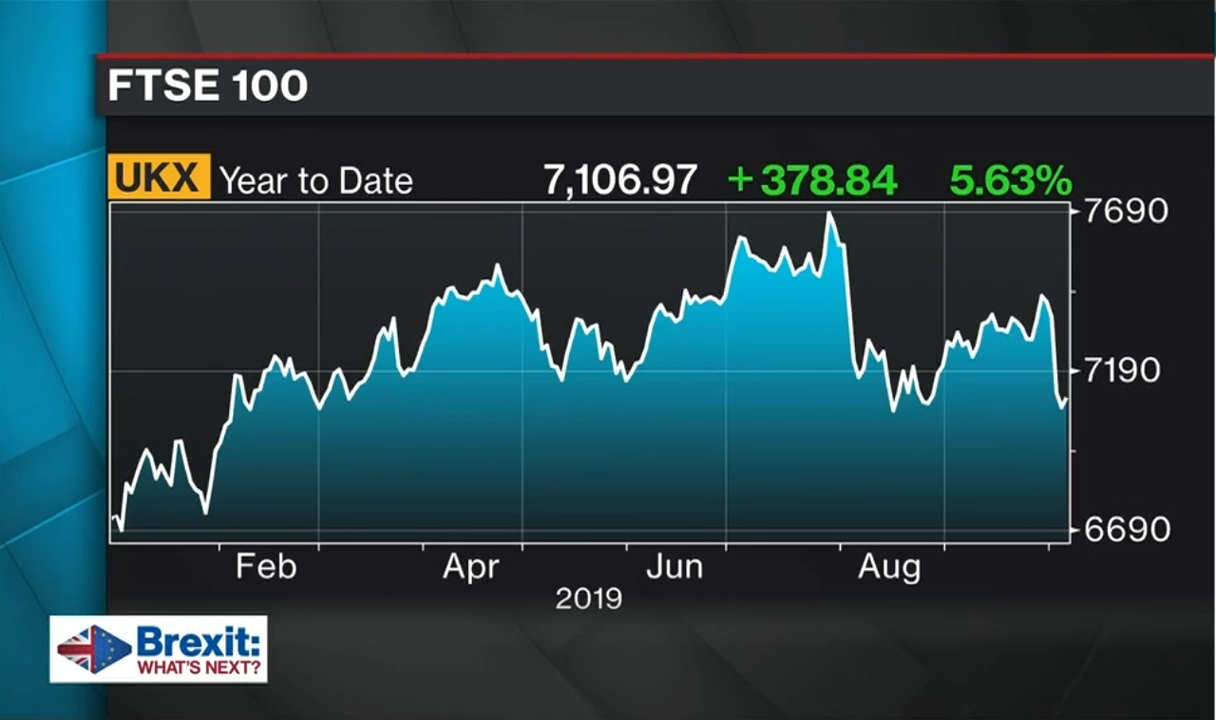 FTSE 100
UKX Year to Date 7,106.97 +378.84 5.63%
7690
7190
6690
Feb Apr Jun Aug
2019
Brexit:
WHAT'S NEXT?